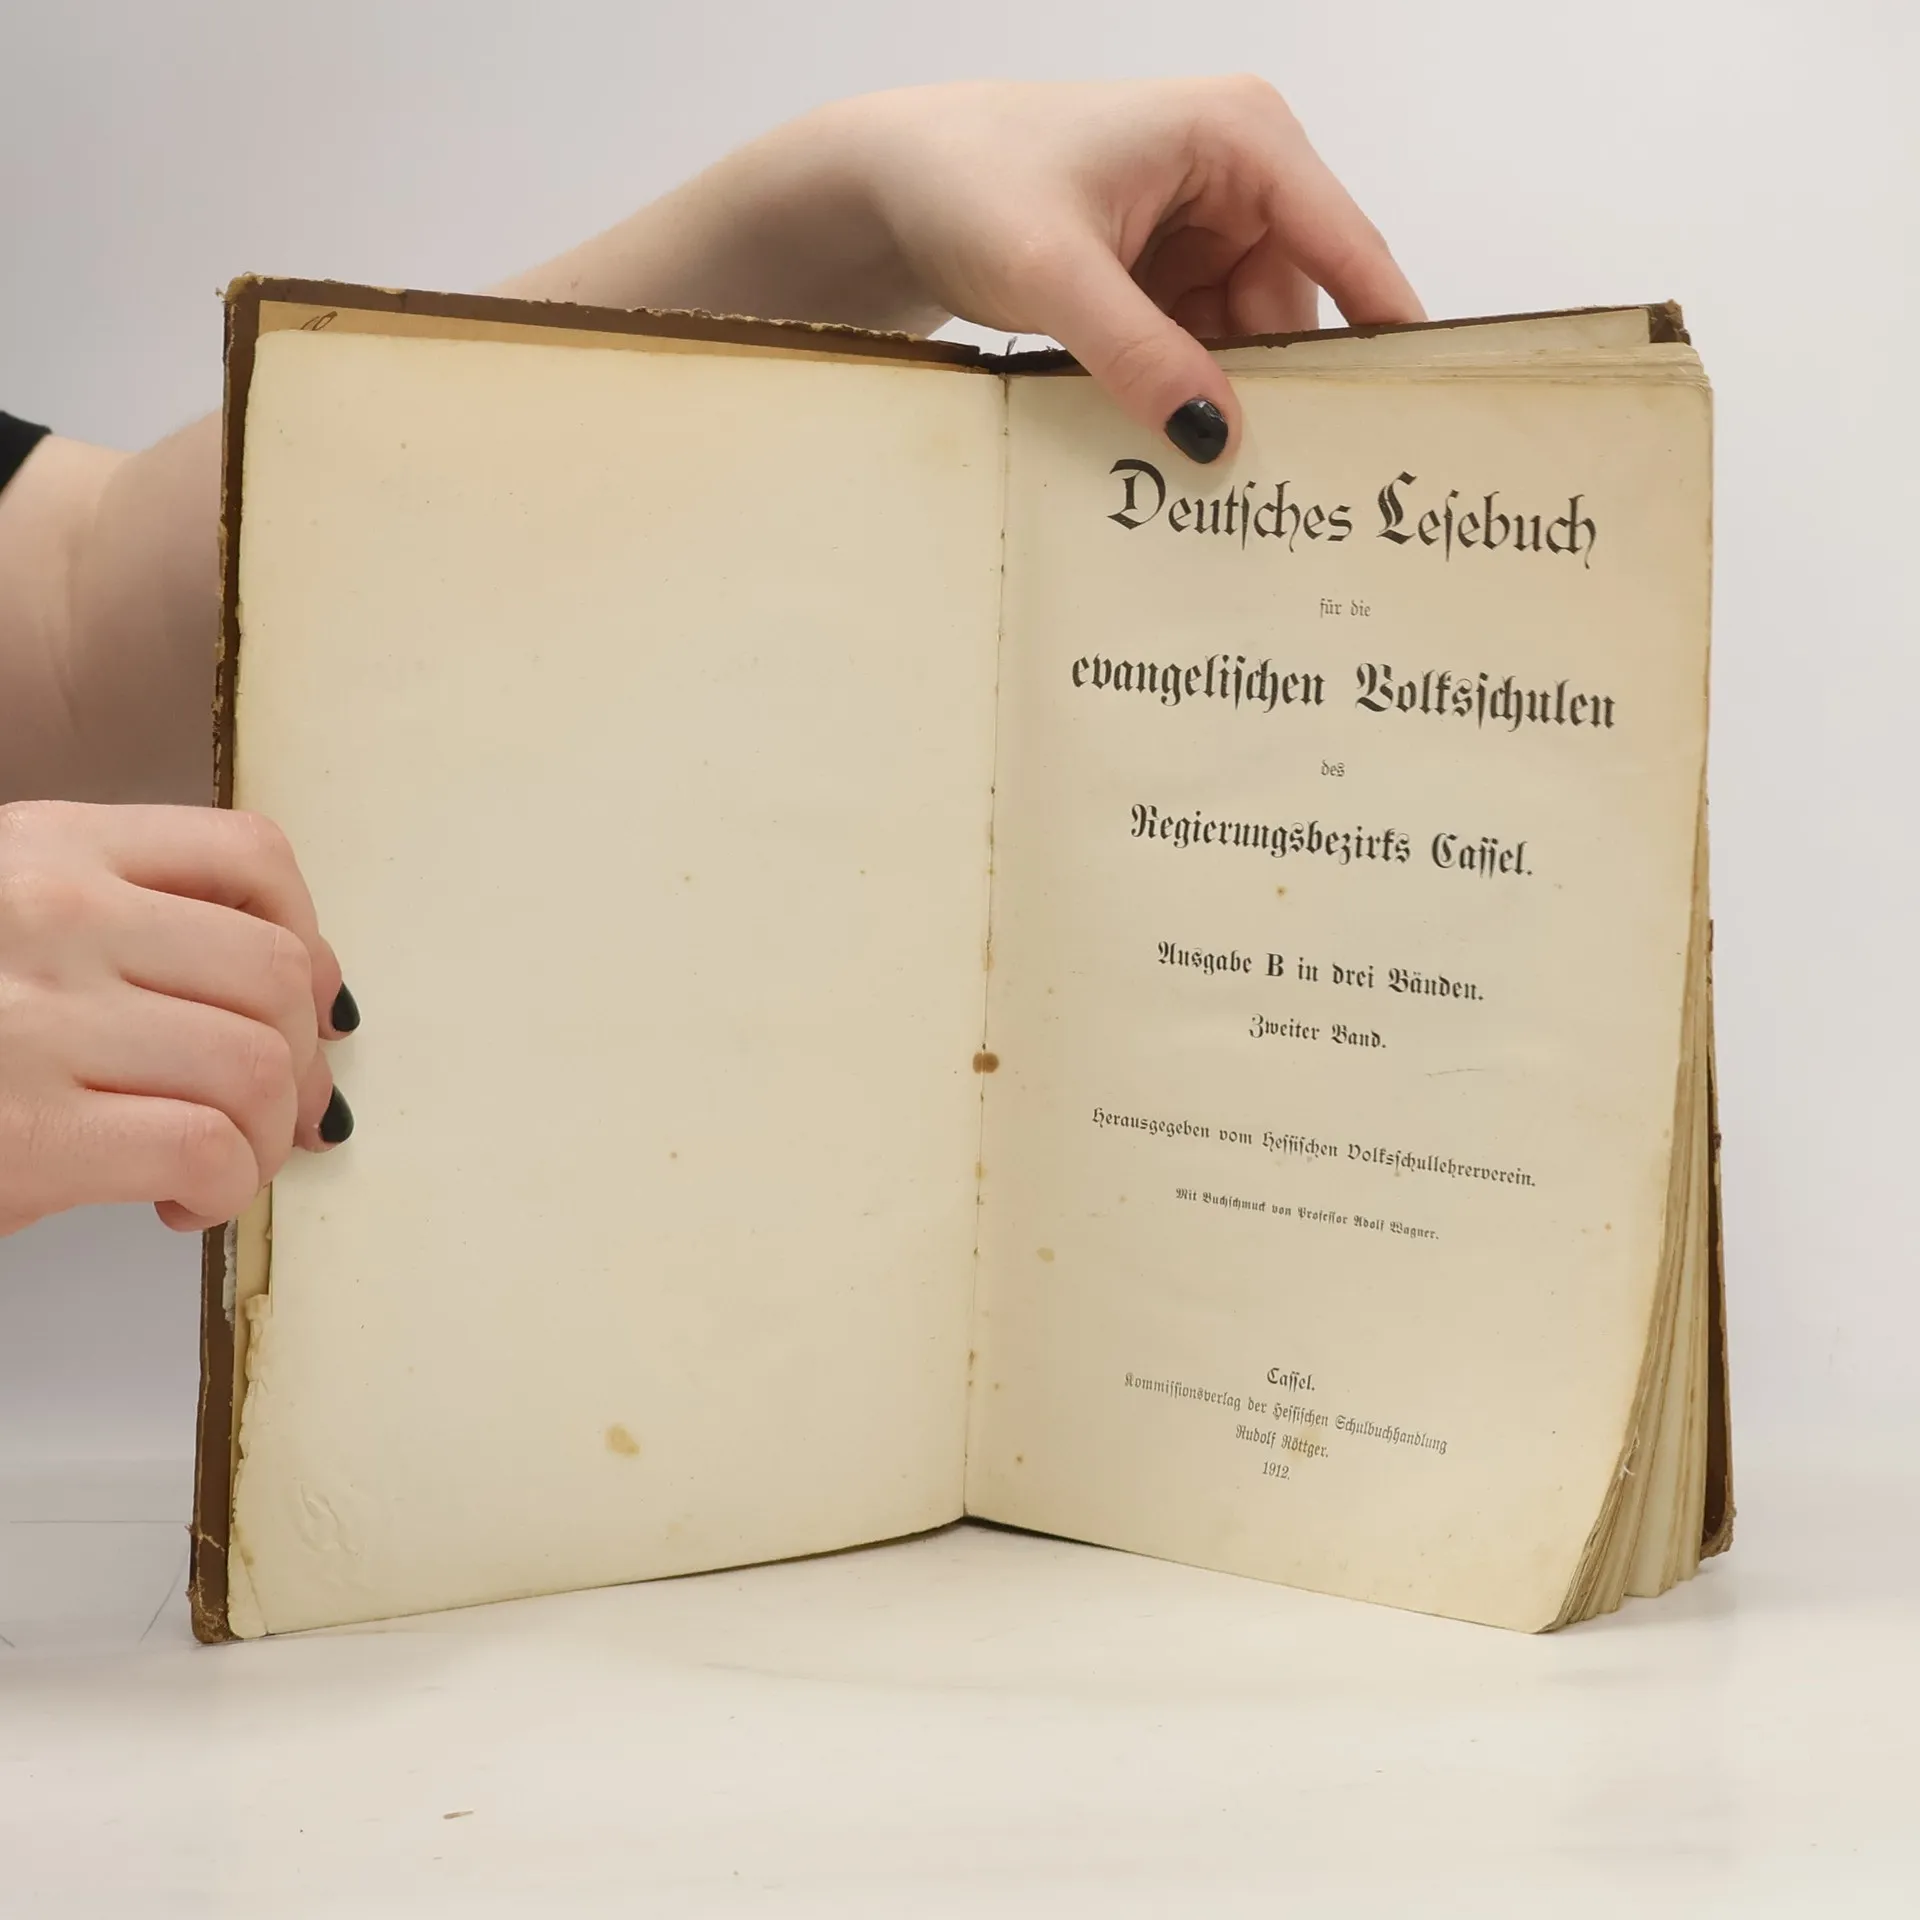 Deutſches Leſebuch
für die
evangeliſchen Volksſchulen
des
Regierungsbezirks Caſſel.
Ausgabe B in drei Bänden.
Zweiter Band.
Herausgegeben vom Heſſiſchen Volksſchullehrerverein.
Mit Buchſchmuck von Profeſſor Adolf Wagner.
Caſſel.
Kommiſſionsverlag der Heſſiſchen Schulbuchhandlung
Rudolf Röttger.
1912.